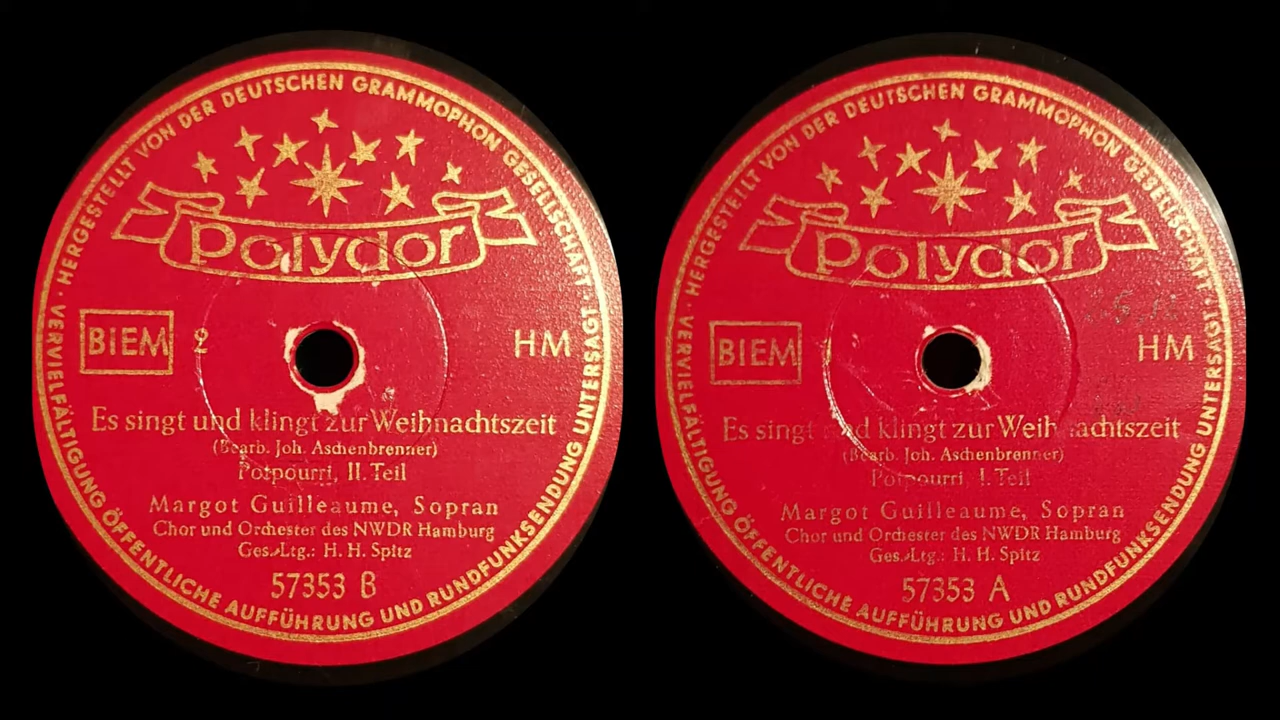 HERGESTELLT VON DER DEUTSCHEN GRAMMOPHON GESELLSCHAFT · VERVIELFÄLTIGUNG ÖFFENTLICHE AUFFÜHRUNG UND RUNDFUNKSENDUNG UNTERSAGT ·
Polydor
BIEM 2 HM
Es singt und klingt zur Weihnachtszeit
(Bearb. Joh. Aschenbrenner)
Potpourri, II. Teil
Margot Guilleaume, Sopran
Chor und Orchester des NWDR Hamburg
Ges.-Ltg.: H. H. Spitz
57353 B
HERGESTELLT VON DER DEUTSCHEN GRAMMOPHON GESELLSCHAFT · VERVIELFÄLTIGUNG ÖFFENTLICHE AUFFÜHRUNG UND RUNDFUNKSENDUNG UNTERSAGT ·
Polydor
BIEM HM
Es singt und klingt zur Weihnachtszeit
(Bearb. Joh. Aschenbrenner)
Potpourri, I. Teil
Margot Guilleaume, Sopran
Chor und Orchester des NWDR Hamburg
Ges.-Ltg.: H. H. Spitz
57353 A